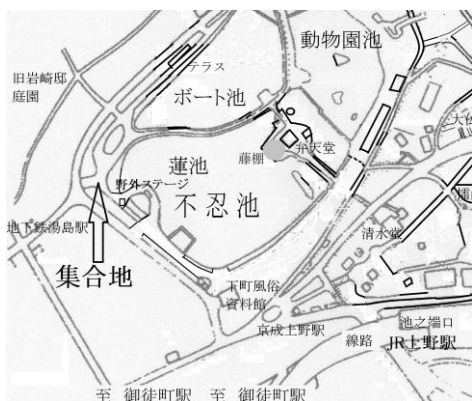 動物園池
旧岩崎邸
庭園
テラス
ボート池
弁天堂
藤棚
蓮池
野外ステージ
不忍池
清水堂
地下鉄湯島駅
集合地
下町風俗
資料館
京成上野駅
池之端口
線路
JR上野駅
至 御徒町駅
至 御徒町駅